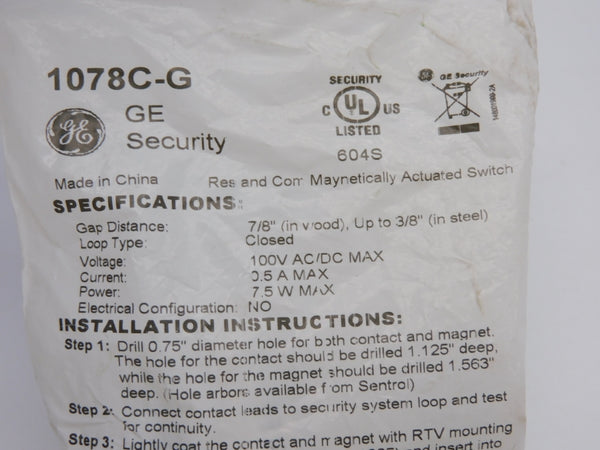 1078C-G
GE
Security
SECURITY
C UL US
LISTED
604S
GE Security
Made in China Res and Com Maynetically Actuated Switch
SPECIFICATIONS:
Gap Distance: 7/8" (in wood), Up to 3/8" (in steel)
Loop Type: Closed
Voltage: 100V AC/DC MAX
Current: 0.5 A MAX
Power: 7.5 W MAX
Electrical Configuration: NO
INSTALLATION INSTRUCTIONS:
Step 1: Drill 0.75" diameter hole for both contact and magnet.
The hole for the contact should be drilled 1.125" deep,
while the hole for the magnet should be drilled 1.563"
deep. (Hole arbors available from Sentrol)
Step 2: Connect contact leads to security system loop and test
for continuity.
Step 3: Lightly coat the contact and magnet with RTV mounting
and insert into